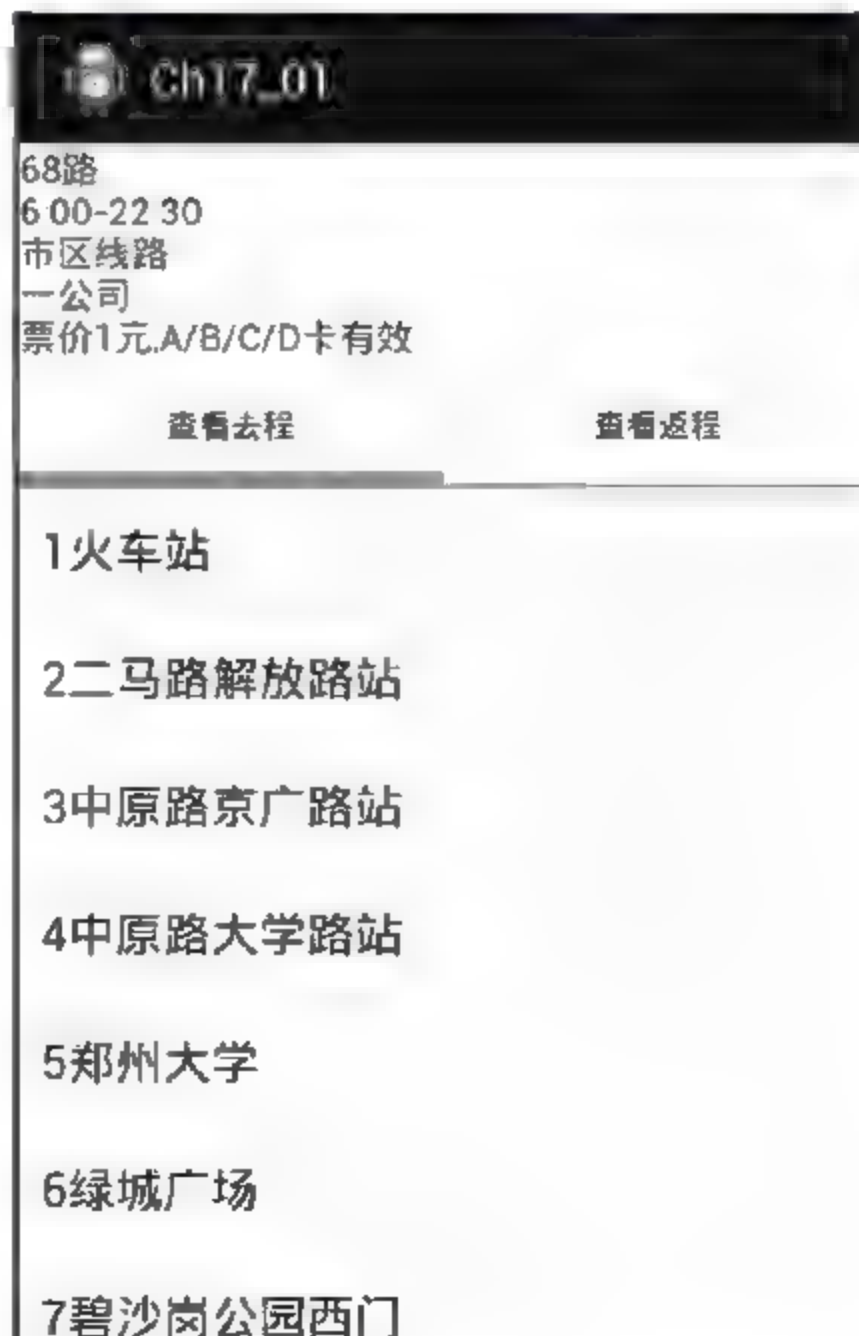 Ch17_01
68路
6 00-22 30
市区线路
一公司
票价1元.A/B/C/D卡有效
查看去程 查看返程
1火车站
2二马路解放路站
3中原路京广路站
4中原路大学路站
5郑州大学
6绿城广场
7碧沙岗公园西门